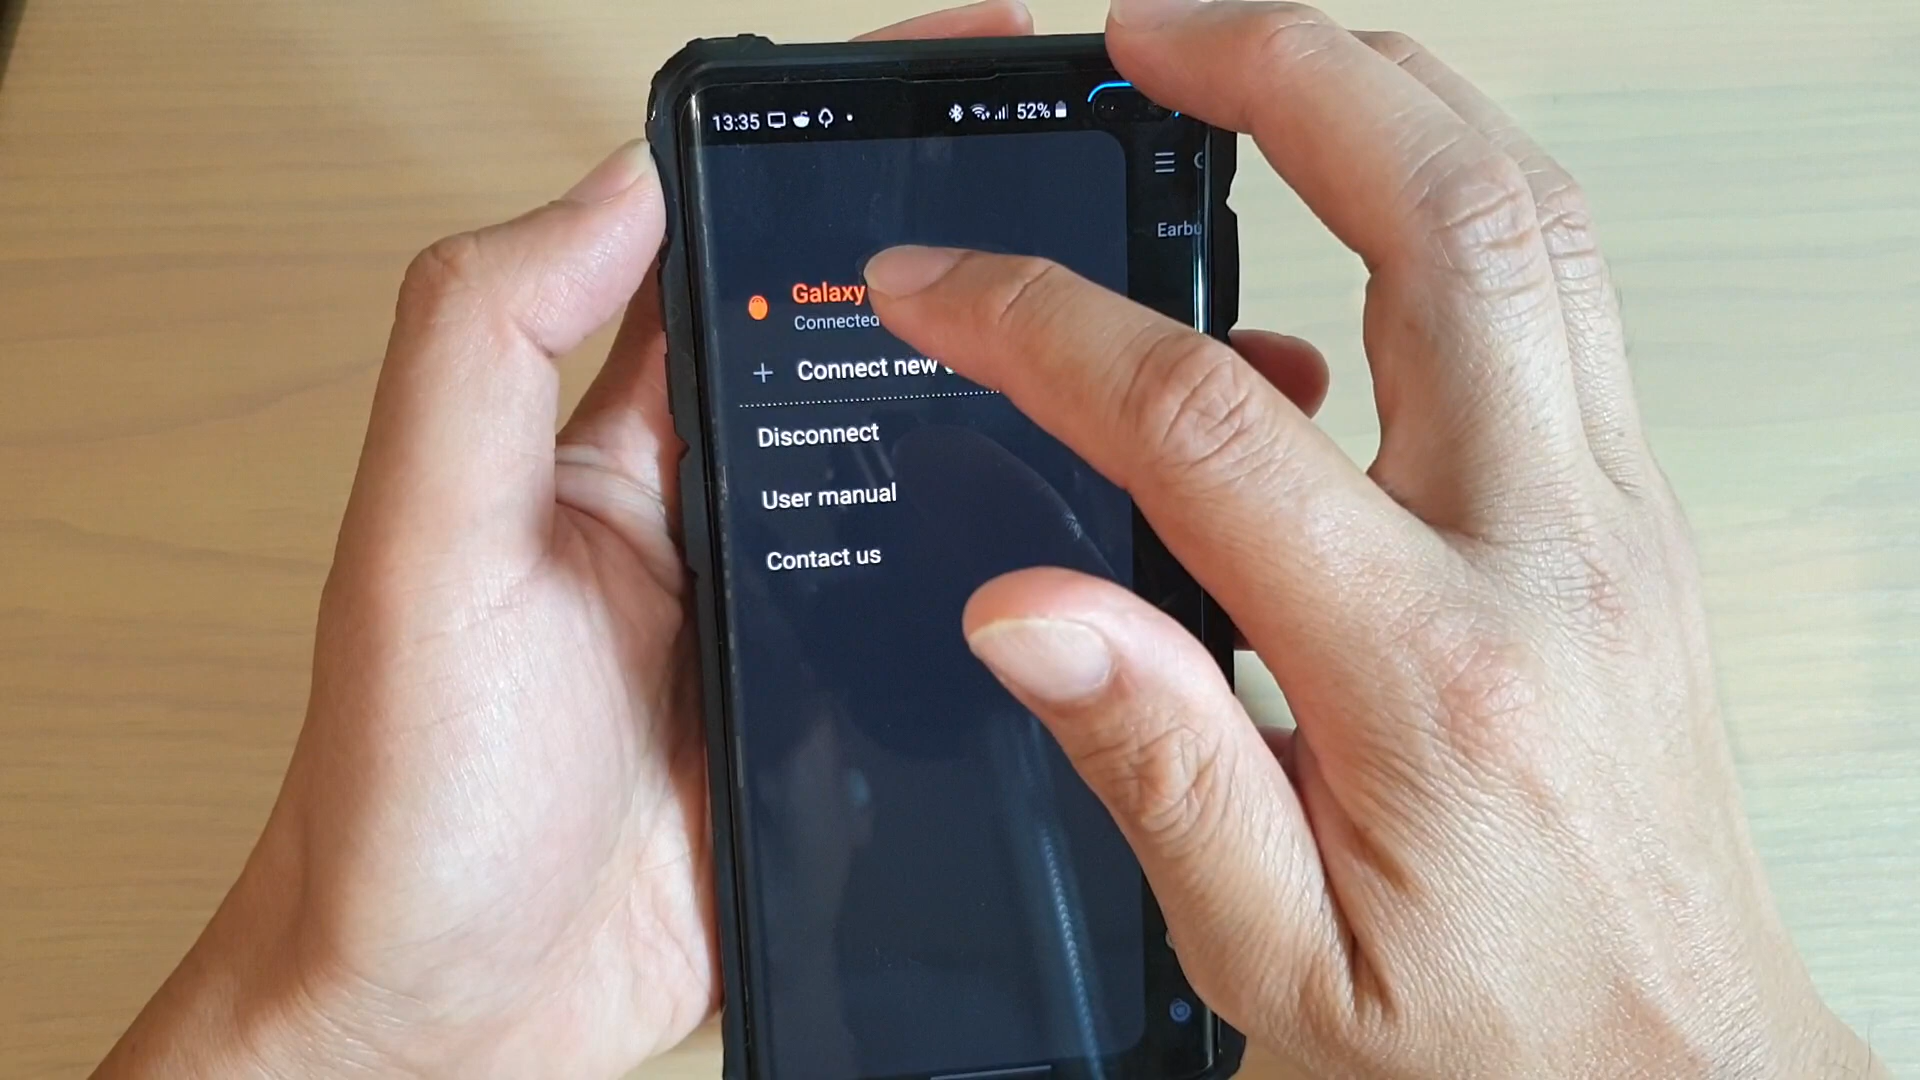 13:35 52%
Earbu
Galaxy
Connected
Connect new
Disconnect
User manual
Contact us